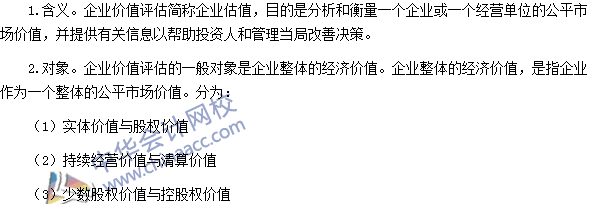 1.含义。企业价值评估简称企业估值，目的是分析和衡量一个企业或一个经营单位的公平市
场价值，并提供有关信息以帮助投资人和管理当局改善决策。
2.对象。企业价值评估的一般对象是企业整体的经济价值。企业整体的经济价值，是指企业
作为一个整体的公平市场价值。分为：
（1）实体价值与股权价值
（2）持续经营价值与清算价值
（3）少数股权价值与控股权价值
中华会计网校
www.chinaacc.com